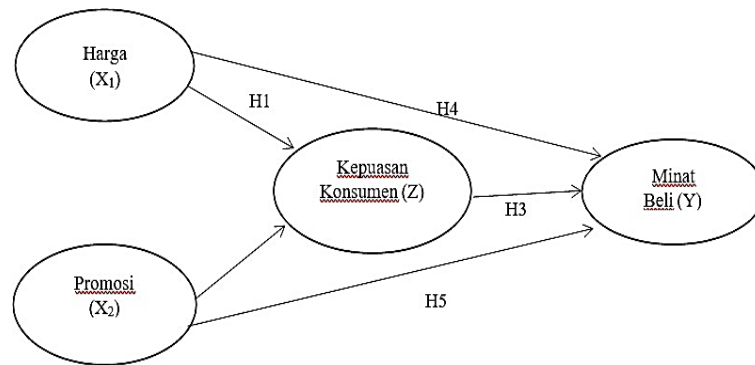 Harga
(X₁)
H1
H4
Kepuasan
Konsumen (Z)
H3
Minat
Beli (Y)
Promosi
(X₂)
H5